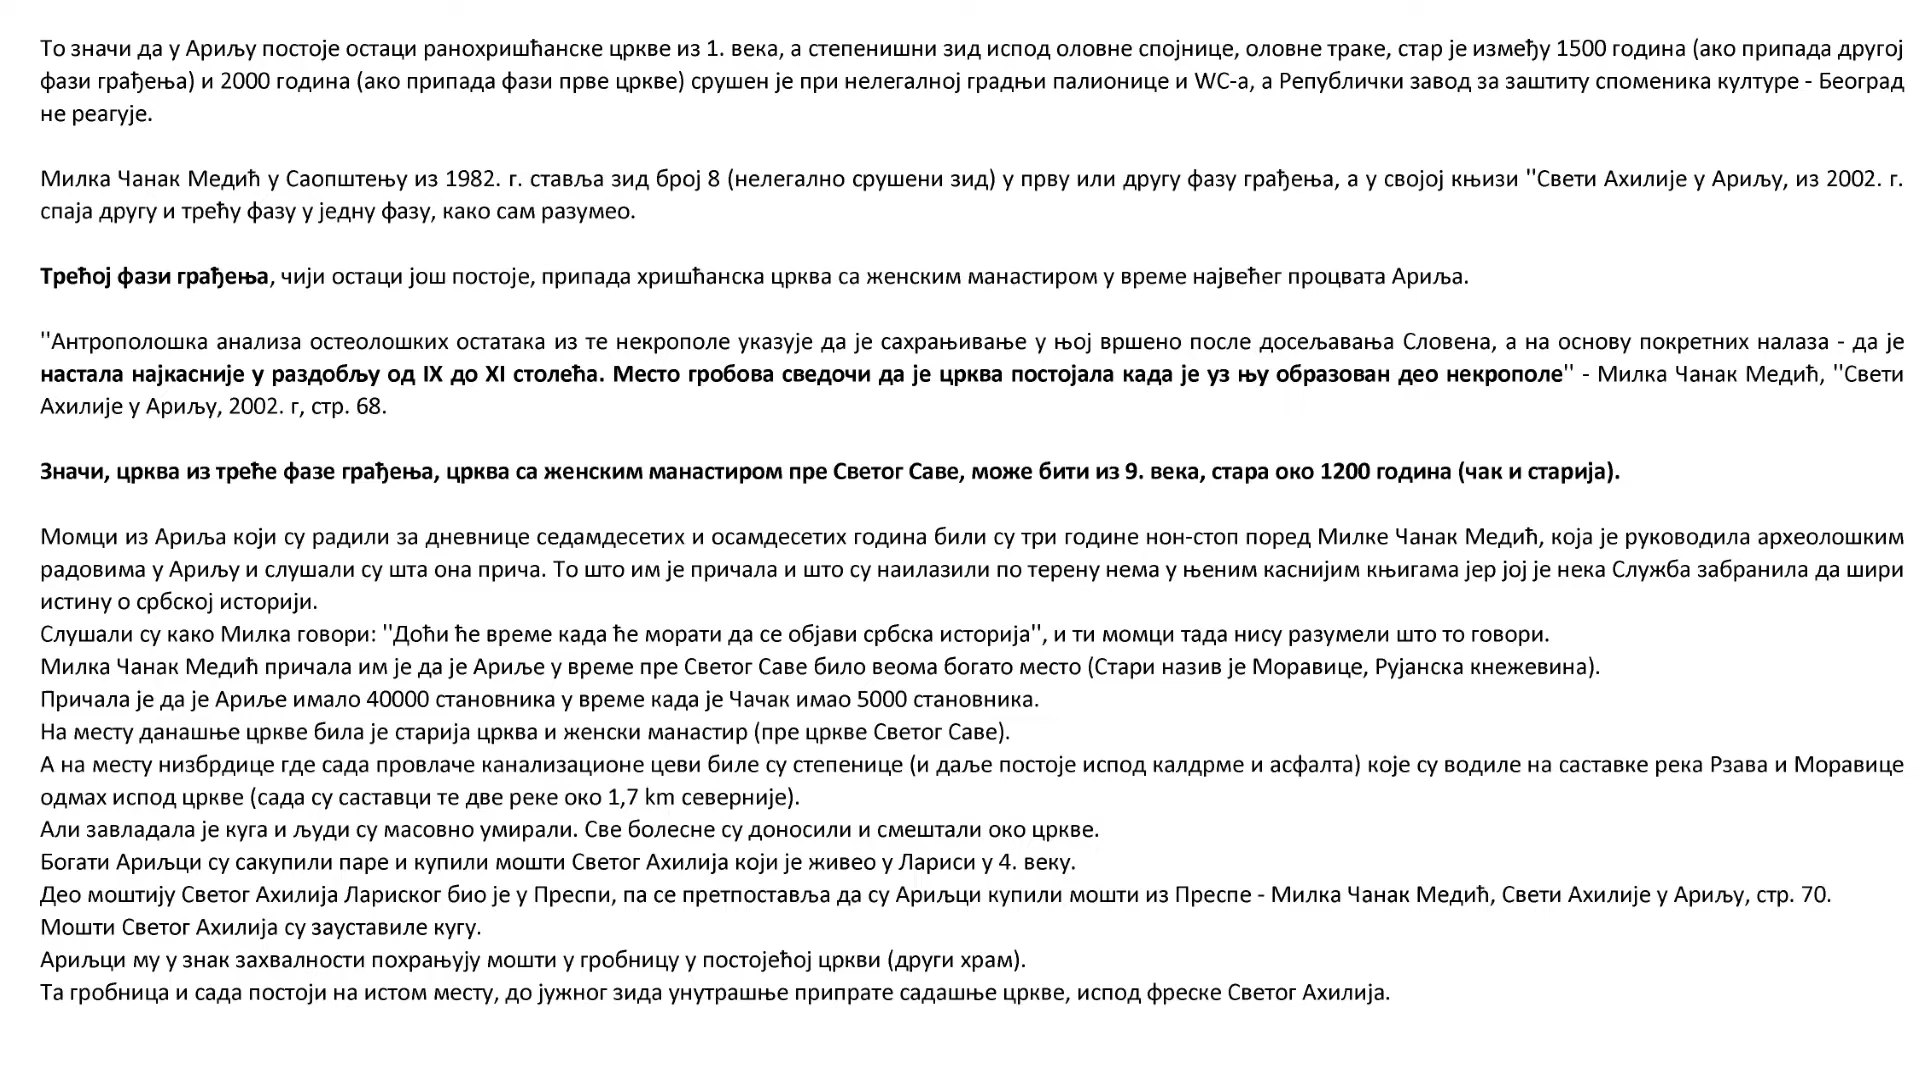 То значи да у Ариљу постоје остаци ранохришћанске цркве из 1. века, а степенишни зид испод оловне спојнице, оловне траке, стар је између 1500 година (ако припада другој
фази грађења) и 2000 година (ако припада фази прве цркве) срушен је при нелегалној градњи палионице и WC-а, а Републички завод за заштиту споменика културе - Београд
не реагује.
Милка Чанак Медић у Саопштењу из 1982. г. ставља зид број 8 (нелегално срушени зид) у прву или другу фазу грађења, а у својој књизи ''Свети Ахилије у Ариљу, из 2002. г.
спаја другу и трећу фазу у једну фазу, како сам разумео.
Трећој фази грађења, чији остаци још постоје, припада хришћанска црква са женским манастиром у време највећег процвата Ариља.
''Антрополошка анализа остеолошких остатака из те некрополе указује да је сахрањивање у њој вршено после досељавања Словена, а на основу покретних налаза - да је
настала најкасније у раздобљу од IX до XI столећа. Место гробова сведочи да је црква постојала када је уз њу образован део некрополе'' - Милка Чанак Медић, ''Свети
Ахилије у Ариљу, 2002. г, стр. 68.
Значи, црква из треће фазе грађења, црква са женским манастиром пре Светог Саве, може бити из 9. века, стара око 1200 година (чак и старија).
Момци из Ариља који су радили за дневнице седамдесетих и осамдесетих година били су три године нон-стоп поред Милке Чанак Медић, која је руководила археолошким
радовима у Ариљу и слушали су шта она прича. То што им је причала и што су наилазили по терену нема у њеним каснијим књигама јер јој је нека Служба забранила да шири
истину о србској историји.
Слушали су како Милка говори: ''Доћи ће време када ће морати да се објави србска историја'', и ти момци тада нису разумели што то говори.
Милка Чанак Медић причала им је да је Ариље у време пре Светог Саве било веома богато место (Стари назив је Моравице, Рујанска кнежевина).
Причала је да је Ариље имало 40000 становника у време када је Чачак имао 5000 становника.
На месту данашње цркве била је старија црква и женски манастир (пре цркве Светог Саве).
А на месту низбрдице где сада провлаче канализационе цеви биле су степенице (и даље постоје испод калдрме и асфалта) које су водиле на саставке река Рзава и Моравице
одмах испод цркве (сада су саставци те две реке око 1,7 km северније).
Али завладала је куга и људи су масовно умирали. Све болесне су доносили и смештали око цркве.
Богати Ариљци су сакупили паре и купили мошти Светог Ахилија који је живео у Лариси у 4. веку.
Део моштију Светог Ахилија Лариског био је у Преспи, па се претпоставља да су Ариљци купили мошти из Преспе - Милка Чанак Медић, Свети Ахилије у Ариљу, стр. 70.
Мошти Светог Ахилија су зауставиле кугу.
Ариљци му у знак захвалности похрањују мошти у гробницу у постојећој цркви (други храм).
Та гробница и сада постоји на истом месту, до јужног зида унутрашње припрате садашње цркве, испод фреске Светог Ахилија.